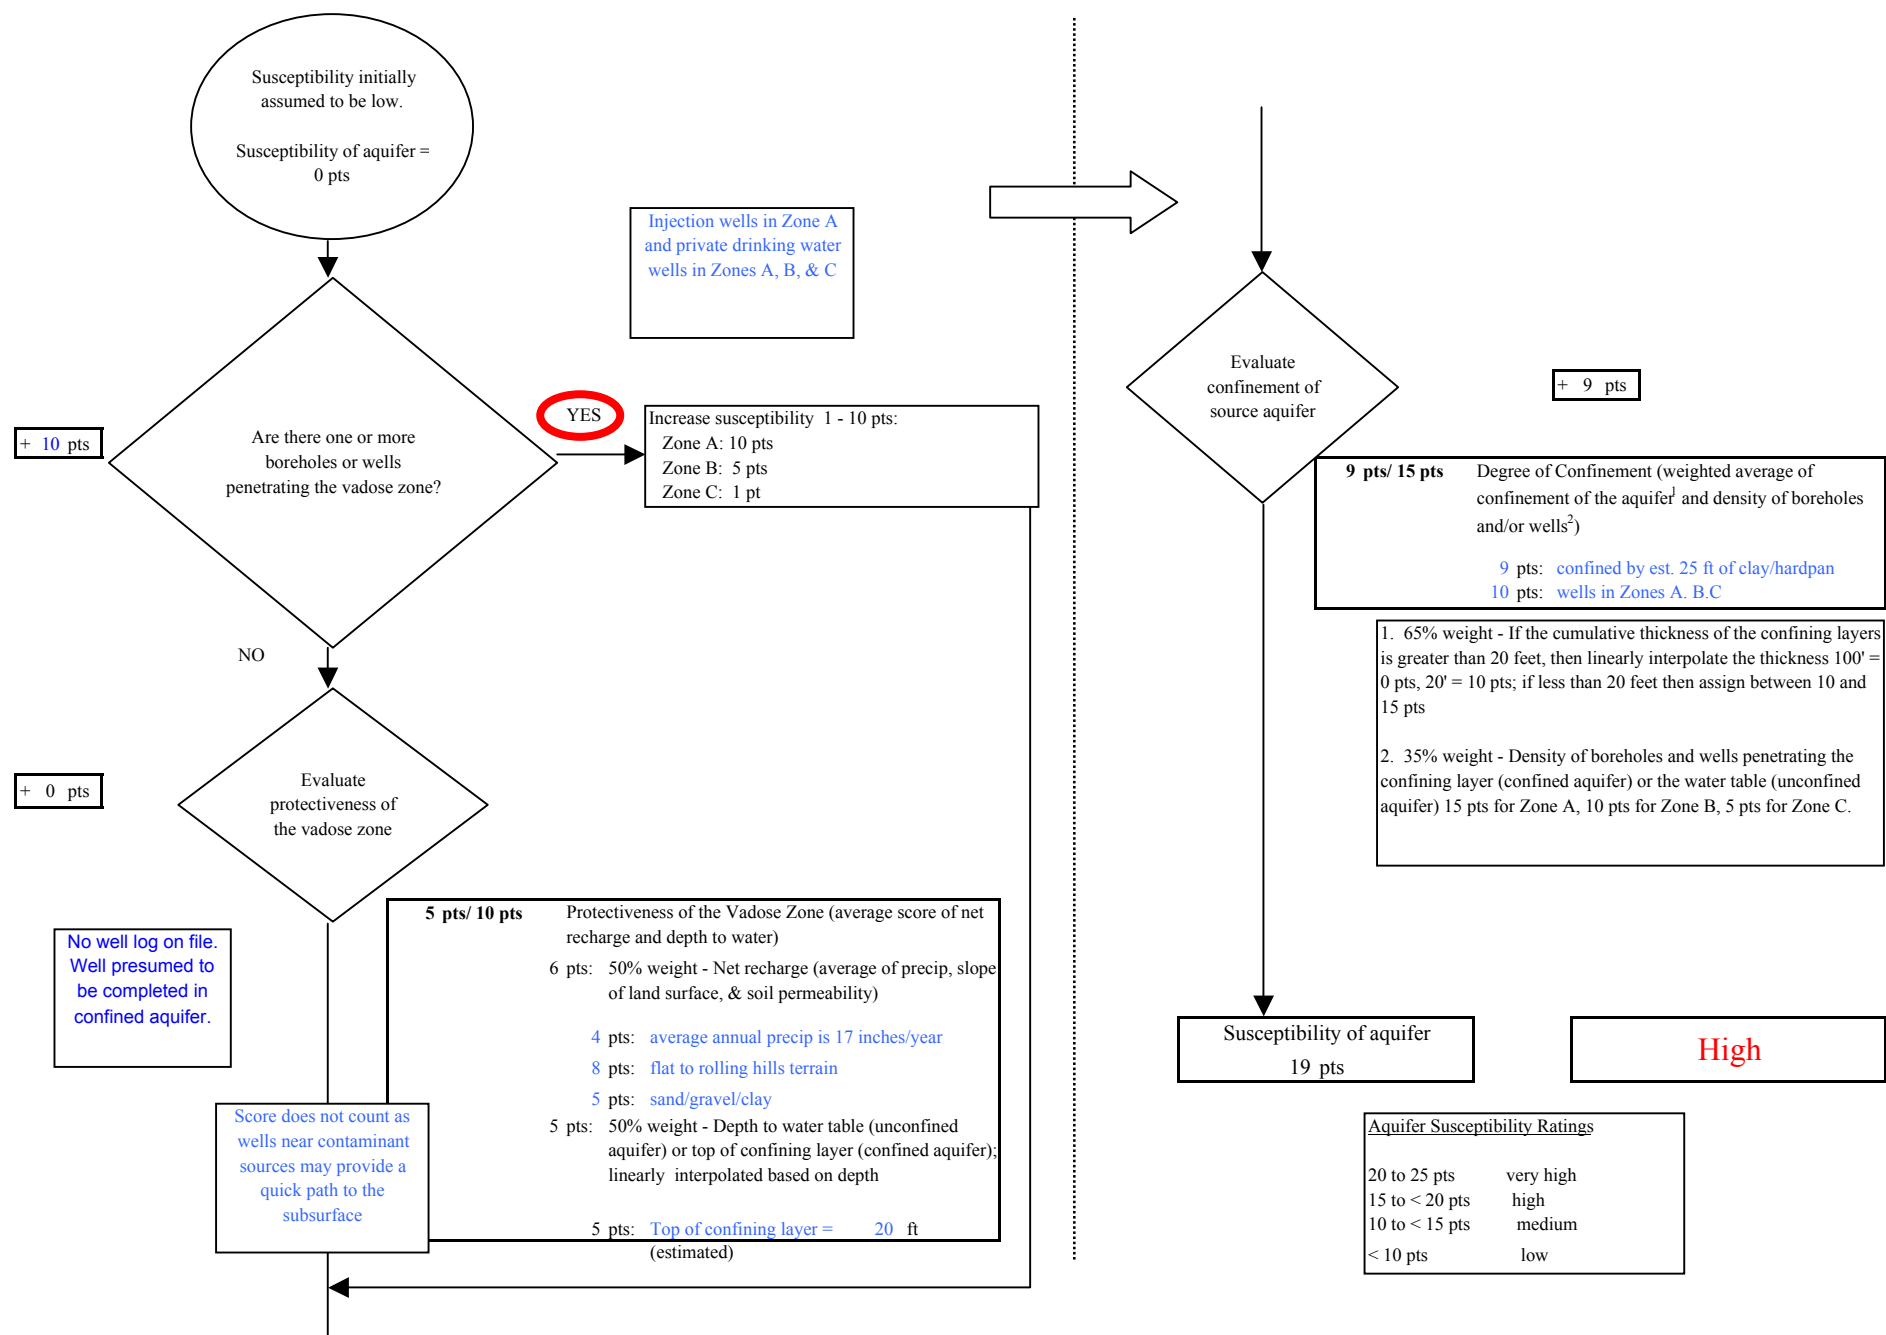 Susceptibility initially
assumed to be low.
Susceptibility of aquifer =
0 pts
Injection wells in Zone A
and private drinking water
wells in Zones A, B, & C
+ 10 pts
Are there one or more
boreholes or wells
penetrating the vadose zone?
YES
Increase susceptibility 1 - 10 pts:
Zone A: 10 pts
Zone B: 5 pts
Zone C: 1 pt
NO
+ 0 pts
Evaluate
protectiveness of
the vadose zone
No well log on file.
Well presumed to
be completed in
confined aquifer.
5 pts/ 10 pts Protectiveness of the Vadose Zone (average score of net
recharge and depth to water)
6 pts: 50% weight - Net recharge (average of precip, slope
of land surface, & soil permeability)
4 pts: average annual precip is 17 inches/year
8 pts: flat to rolling hills terrain
5 pts: sand/gravel/clay
5 pts: 50% weight - Depth to water table (unconfined
aquifer) or top of confining layer (confined aquifer);
linearly interpolated based on depth
5 pts: Top of confining layer = 20 ft
(estimated)
Score does not count as
wells near contaminant
sources may provide a
quick path to the
subsurface
Evaluate
confinement of
source aquifer
+ 9 pts
9 pts/ 15 pts Degree of Confinement (weighted average of
confinement of the aquifer1 and density of boreholes
and/or wells2)
9 pts: confined by est. 25 ft of clay/hardpan
10 pts: wells in Zones A. B.C
1. 65% weight - If the cumulative thickness of the confining layers
is greater than 20 feet, then linearly interpolate the thickness 100' =
0 pts, 20' = 10 pts; if less than 20 feet then assign between 10 and
15 pts
2. 35% weight - Density of boreholes and wells penetrating the
confining layer (confined aquifer) or the water table (unconfined
aquifer) 15 pts for Zone A, 10 pts for Zone B, 5 pts for Zone C.
Susceptibility of aquifer
19 pts
High
Aquifer Susceptibility Ratings
20 to 25 pts very high
15 to < 20 pts high
10 to < 15 pts medium
< 10 pts low